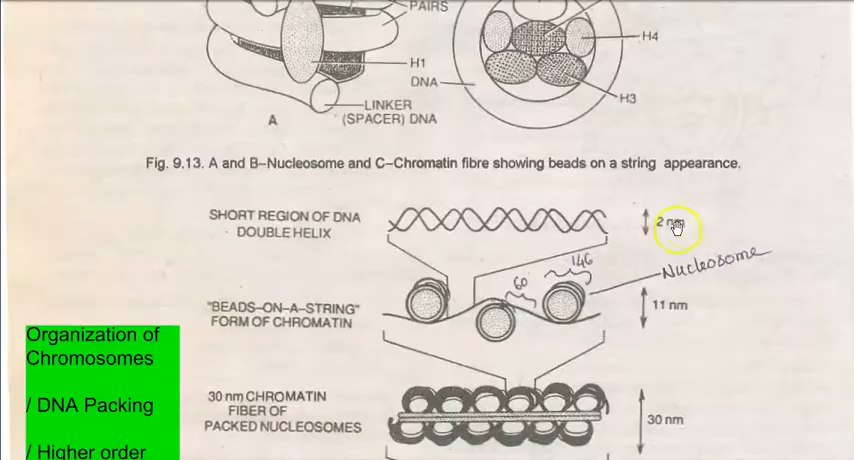 PAIRS
H4
H1
DNA
H3
LINKER
(SPACER) DNA
A
Fig. 9.13. A and B–Nucleosome and C–Chromatin fibre showing beads on a string appearance.
SHORT REGION OF DNA
DOUBLE HELIX
2 nm
146
60
Nucleosome
"BEADS–ON–A–STRING"
FORM OF CHROMATIN
11 nm
Organization of
Chromosomes
/ DNA Packing
/ Higher order
30 nm CHROMATIN
FIBER OF
PACKED NUCLEOSOMES
30 nm